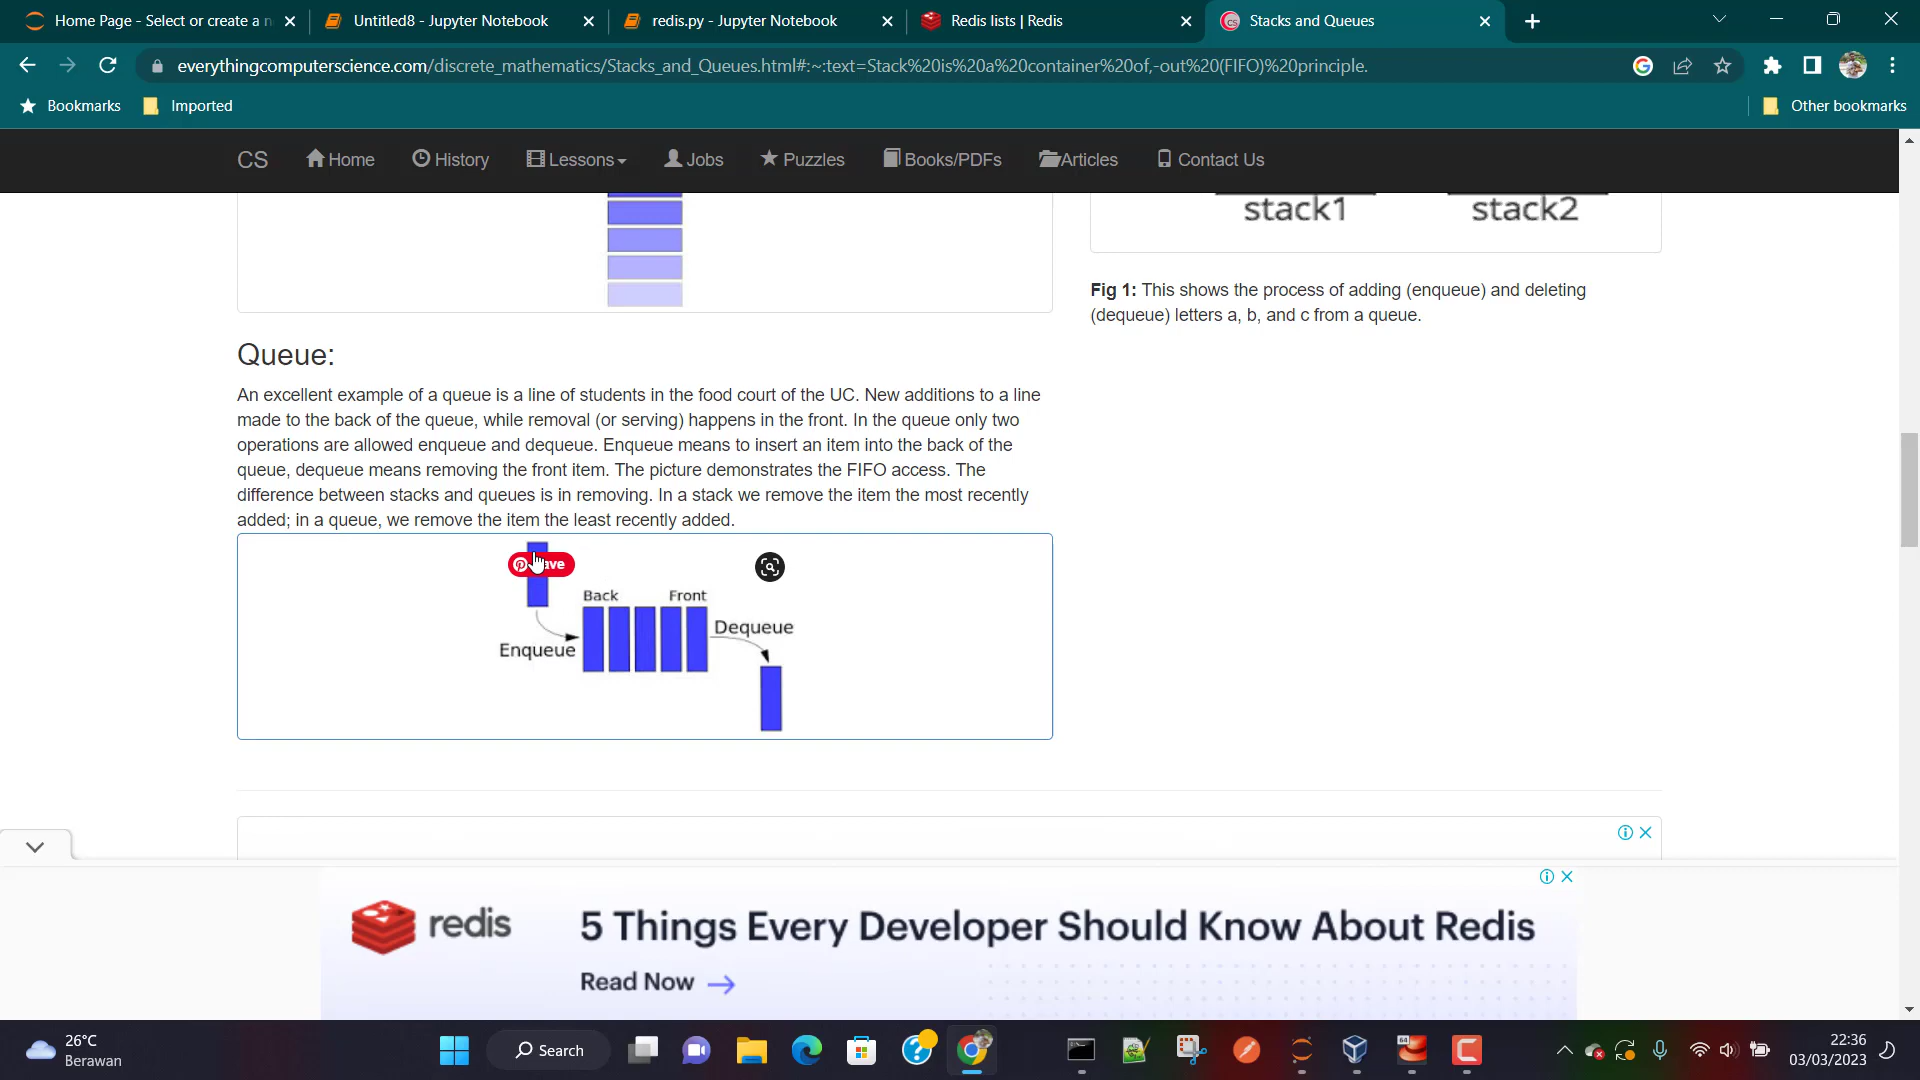 Home Page - Select or create a n
Untitled8 - Jupyter Notebook
redis.py - Jupyter Notebook
Redis lists | Redis
Stacks and Queues
everythingcomputerscience.com/discrete_mathematics/Stacks_and_Queues.html#:~:text=Stack%20is%20a%20container%20of,-out%20(FIFO)%20principle.
Bookmarks
Imported
Other bookmarks
CS
Home
History
Lessons
Jobs
Puzzles
Books/PDFs
Articles
Contact Us
stack1
stack2
Fig 1: This shows the process of adding (enqueue) and deleting
(dequeue) letters a, b, and c from a queue.
Queue:
An excellent example of a queue is a line of students in the food court of the UC. New additions to a line
made to the back of the queue, while removal (or serving) happens in the front. In the queue only two
operations are allowed enqueue and dequeue. Enqueue means to insert an item into the back of the
queue, dequeue means removing the front item. The picture demonstrates the FIFO access. The
difference between stacks and queues is in removing. In a stack we remove the item the most recently
added; in a queue, we remove the item the least recently added.
Back
Front
Enqueue
Dequeue
redis
5 Things Every Developer Should Know About Redis
Read Now
26°C
Berawan
Search
64
22:36
03/03/2023